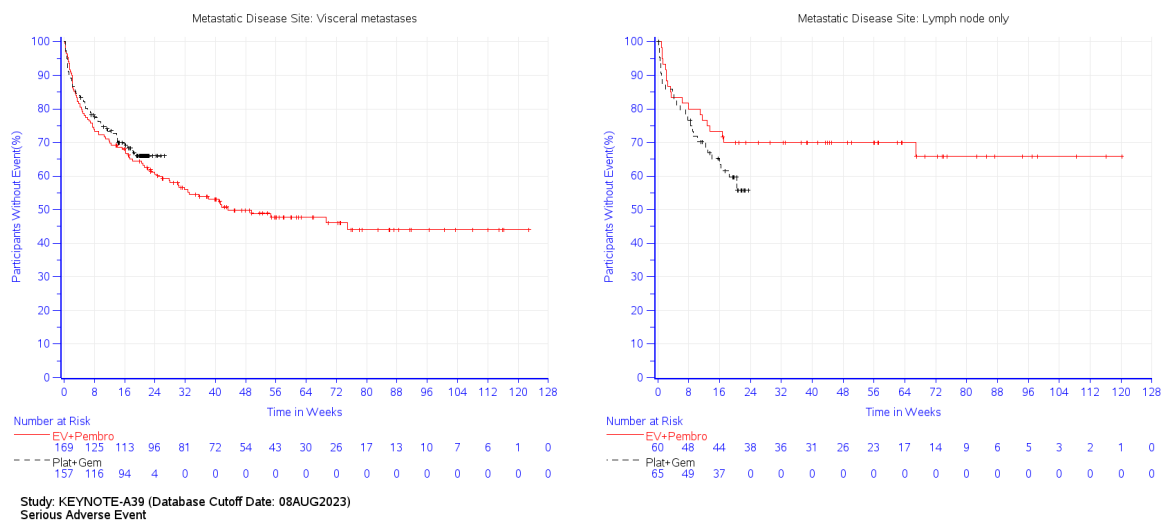 Metastatic Disease Site: Visceral metastases
Participants Without Event(%)
100
90
80
70
60
50
40
30
20
10
0
0 8 16 24 32 40 48 56 64 72 80 88 96 104 112 120 128
Time in Weeks
Number at Risk
EV+Pembro
169 125 113 96 81 72 54 43 30 26 17 13 10 7 6 1 0
Plat+Gem
157 116 94 4 0 0 0 0 0 0 0 0 0 0 0 0 0
Metastatic Disease Site: Lymph node only
Participants Without Event(%)
100
90
80
70
60
50
40
30
20
10
0
0 8 16 24 32 40 48 56 64 72 80 88 96 104 112 120 128
Time in Weeks
Number at Risk
EV+Pembro
60 48 44 38 36 31 26 23 17 14 9 6 5 3 2 1 0
Plat+Gem
65 49 37 0 0 0 0 0 0 0 0 0 0 0 0 0 0
Study: KEYNOTE-A39 (Database Cutoff Date: 08AUG2023)
Serious Adverse Event